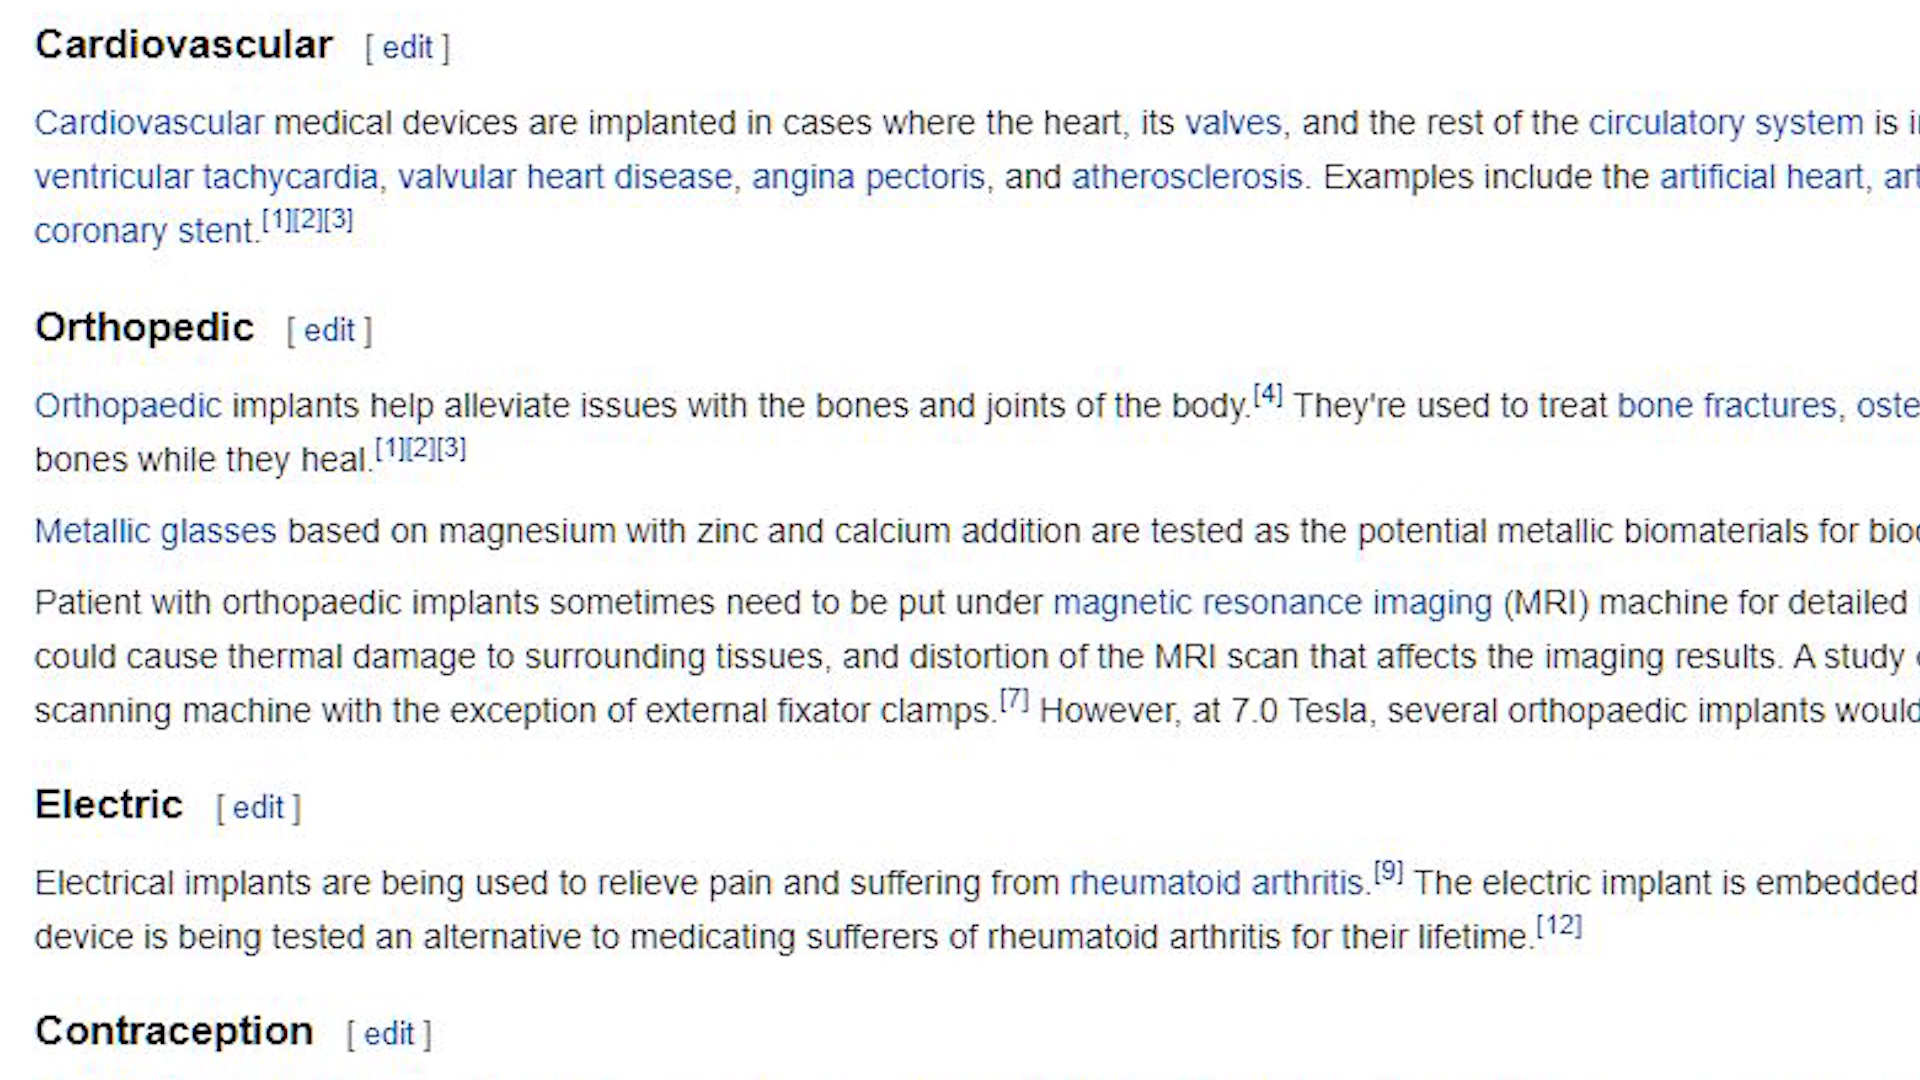 Cardiovascular [ edit ]
Cardiovascular medical devices are implanted in cases where the heart, its valves, and the rest of the circulatory system is
ventricular tachycardia, valvular heart disease, angina pectoris, and atherosclerosis. Examples include the artificial heart,
coronary stent.[1][2][3]
Orthopedic [ edit ]
Orthopaedic implants help alleviate issues with the bones and joints of the body.[4] They're used to treat bone fractures,
bones while they heal.[1][2][3]
Metallic glasses based on magnesium with zinc and calcium addition are tested as the potential metallic biomaterials for
Patient with orthopaedic implants sometimes need to be put under magnetic resonance imaging (MRI) machine for detailed
could cause thermal damage to surrounding tissues, and distortion of the MRI scan that affects the imaging results. A study
scanning machine with the exception of external fixator clamps.[7] However, at 7.0 Tesla, several orthopaedic implants would
Electric [ edit ]
Electrical implants are being used to relieve pain and suffering from rheumatoid arthritis.[9] The electric implant is embedded
device is being tested an alternative to medicating sufferers of rheumatoid arthritis for their lifetime.[12]
Contraception [ edit ]